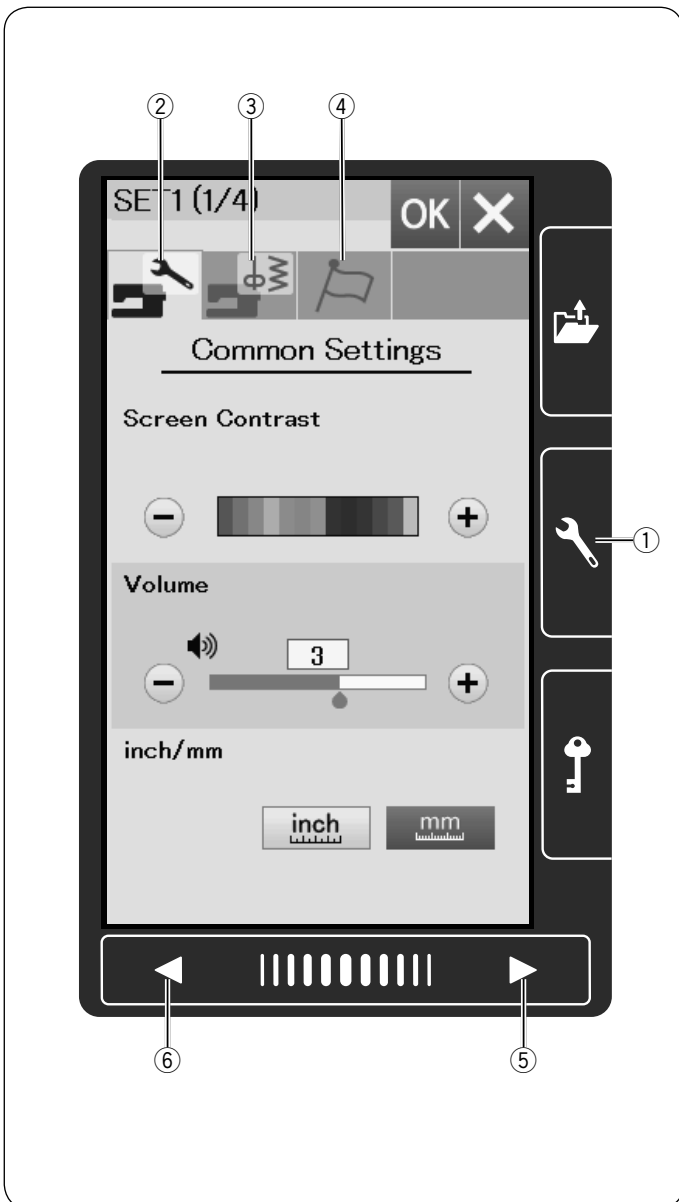 ② ③ ④
SET1 (1/4) OK
Common Settings
Screen Contrast
①
Volume
3
inch/mm
inch mm
⑥ ⑤